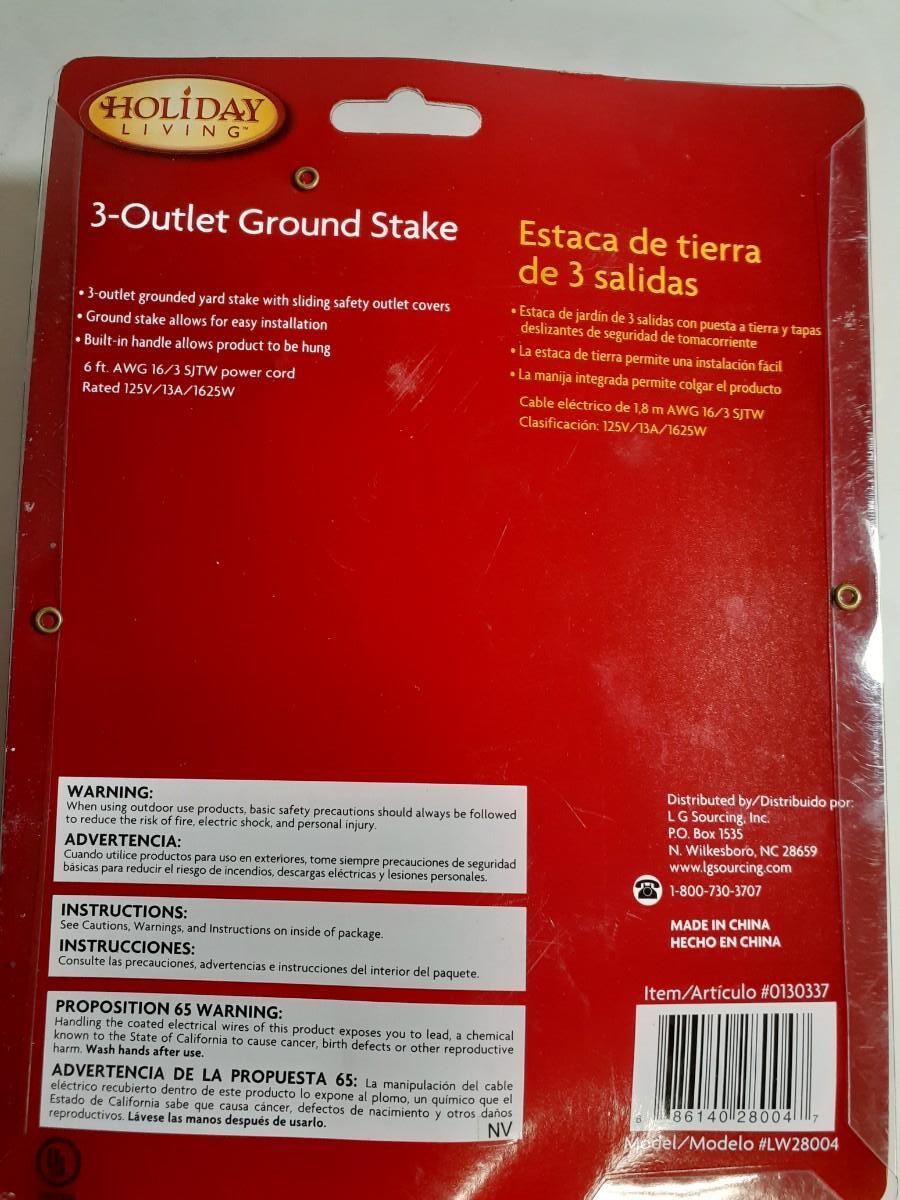 HOLIDAY
LIVING™
3-Outlet Ground Stake
• 3-outlet grounded yard stake with sliding safety outlet covers
• Ground stake allows for easy installation
• Built-in handle allows product to be hung
6 ft. AWG 16/3 SJTW power cord
Rated 125V/13A/1625W
Estaca de tierra
de 3 salidas
• Estaca de jardín de 3 salidas con puesta a tierra y tapas
deslizantes de seguridad de tomacorriente
• La estaca de tierra permite una instalación fácil
• La manija integrada permite colgar el producto
Cable eléctrico de 1,8 m AWG 16/3 SJTW
Clasificación: 125V/13A/1625W
WARNING:
When using outdoor use products, basic safety precautions should always be followed
to reduce the risk of fire, electric shock, and personal injury.
ADVERTENCIA:
Cuando utilice productos para uso en exteriores, tome siempre precauciones de seguridad
básicas para reducir el riesgo de incendios, descargas eléctricas y lesiones personales.
INSTRUCTIONS:
See Cautions, Warnings, and Instructions on inside of package.
INSTRUCCIONES:
Consulte las precauciones, advertencias e instrucciones del interior del paquete.
PROPOSITION 65 WARNING:
Handling the coated electrical wires of this product exposes you to lead, a chemical
known to the State of California to cause cancer, birth defects or other reproductive
harm. Wash hands after use.
ADVERTENCIA DE LA PROPUESTA 65: La manipulación del cable
eléctrico recubierto dentro de este producto lo expone al plomo, un químico que el
Estado de California sabe que causa cáncer, defectos de nacimiento y otros daños
reproductivos. Lávese las manos después de usarlo.
NV
UL
Distributed by/Distribuido por:
L G Sourcing, Inc.
P.O. Box 1535
N. Wilkesboro, NC 28659
www.lgsourcing.com
1-800-730-3707
MADE IN CHINA
HECHO EN CHINA
Item/Artículo #0130337
6 86140 28004 7
Model/Modelo #LW28004